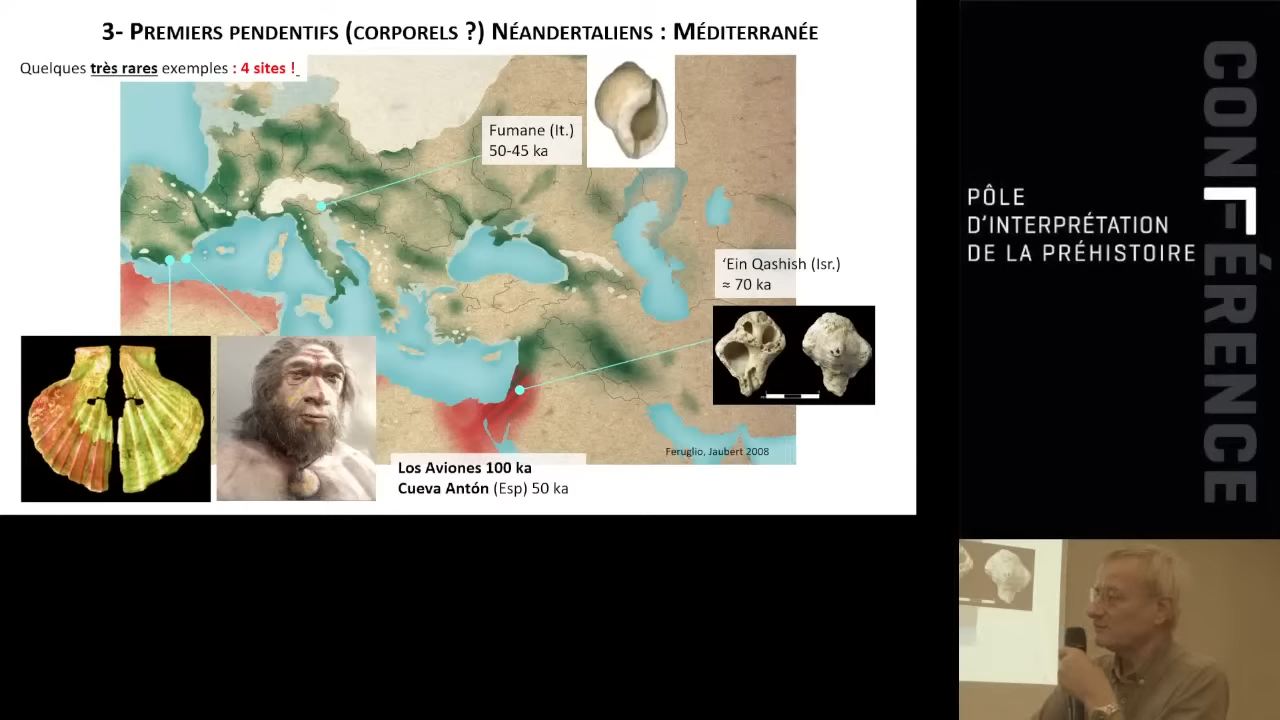 3- PREMIERS PENDENTIFS (CORPORELS ?) NÉANDERTALIENS : MÉDITERRANÉE
Quelques très rares exemples : 4 sites !
Fumane (It.)
50-45 ka
‘Ein Qashish (Isr.)
≈ 70 ka
Feruglio, Jaubert 2008
Los Aviones 100 ka
Cueva Antón (Esp) 50 ka
PÔLE
D'INTERPRÉTATION
DE LA PRÉHISTOIRE
CONFÉRENCE